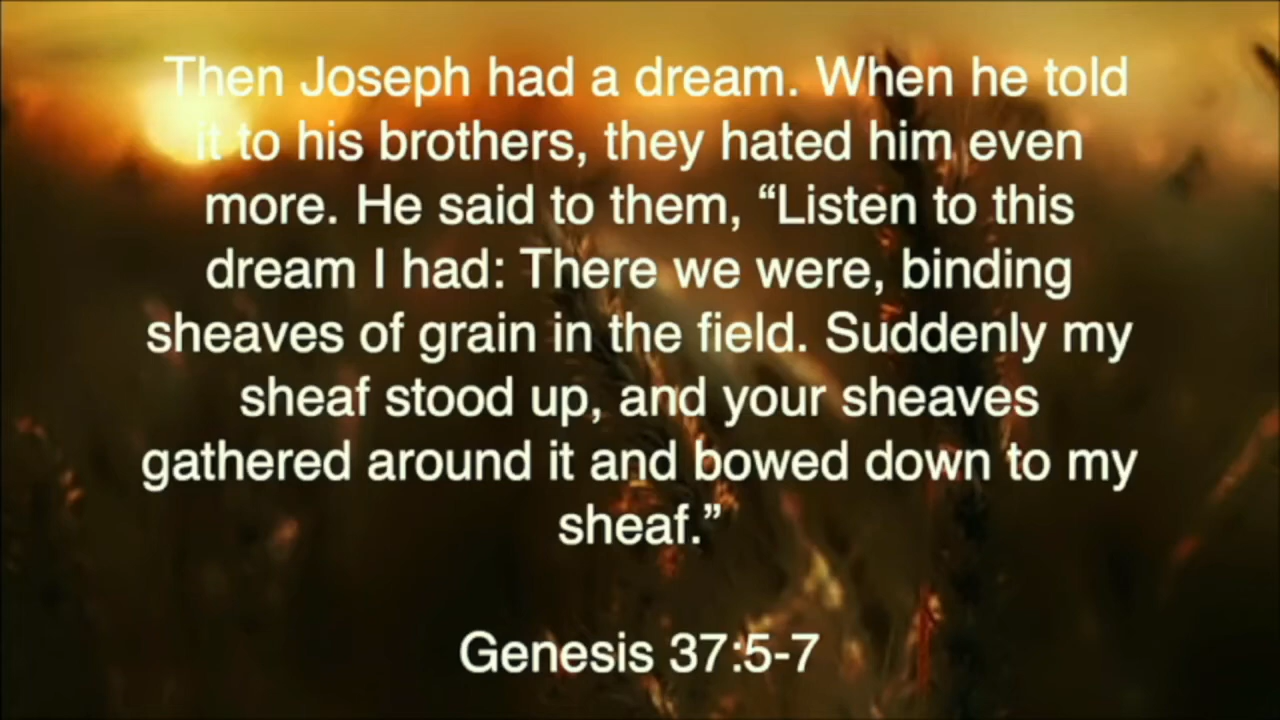 Then Joseph had a dream. When he told
it to his brothers, they hated him even
more. He said to them, “Listen to this
dream I had: There we were, binding
sheaves of grain in the field. Suddenly my
sheaf stood up, and your sheaves
gathered around it and bowed down to my
sheaf.”
Genesis 37:5-7